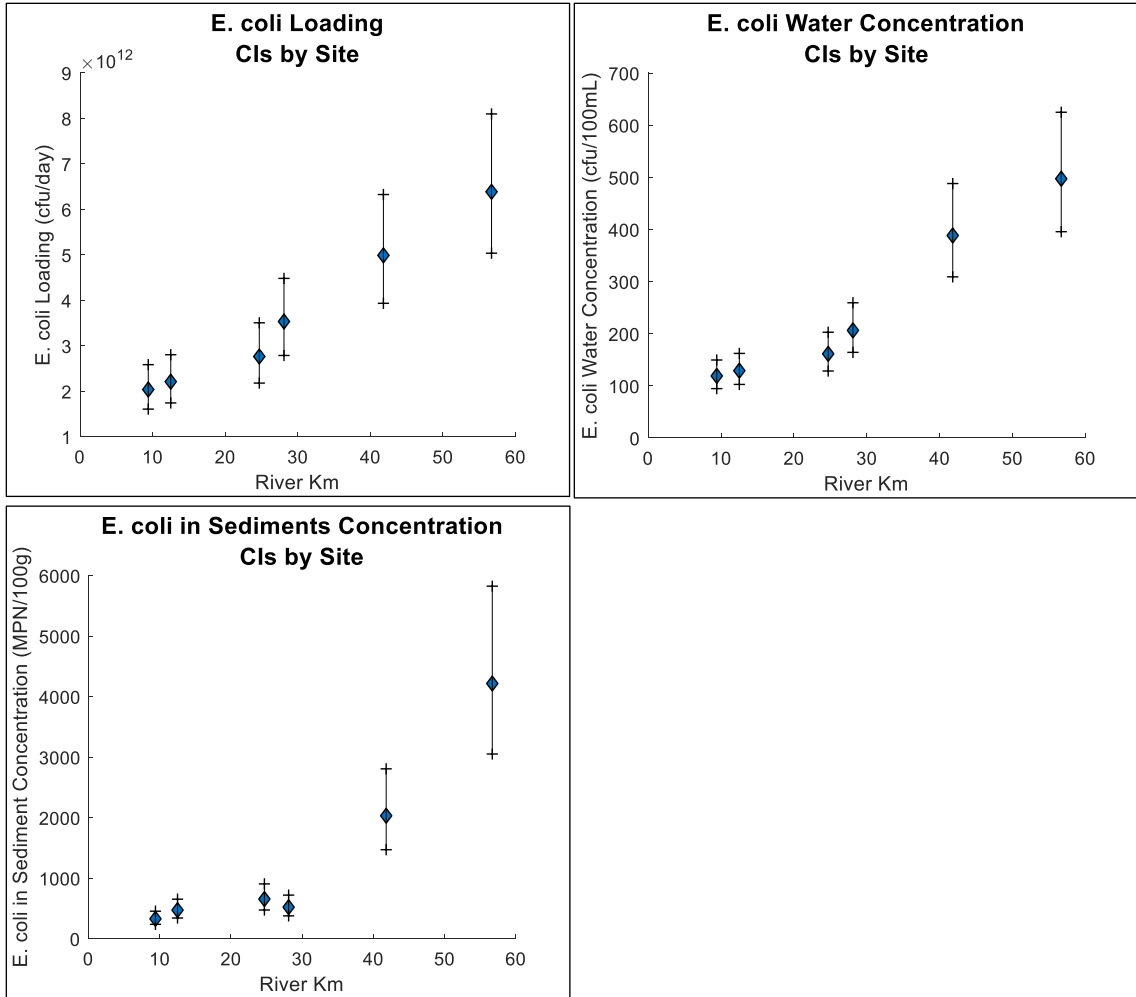 E. coli Loading
CIs by Site
×10^12
9
8
7
6
5
4
3
2
1
E. coli Loading (cfu/day)
0 10 20 30 40 50 60
River Km
E. coli Water Concentration
CIs by Site
700
600
500
400
300
200
100
0
E. coli Water Concentration (cfu/100mL)
0 10 20 30 40 50 60
River Km
E. coli in Sediments Concentration
CIs by Site
6000
5000
4000
3000
2000
1000
0
E. coli in Sediment Concentration (MPN/100g)
0 10 20 30 40 50 60
River Km